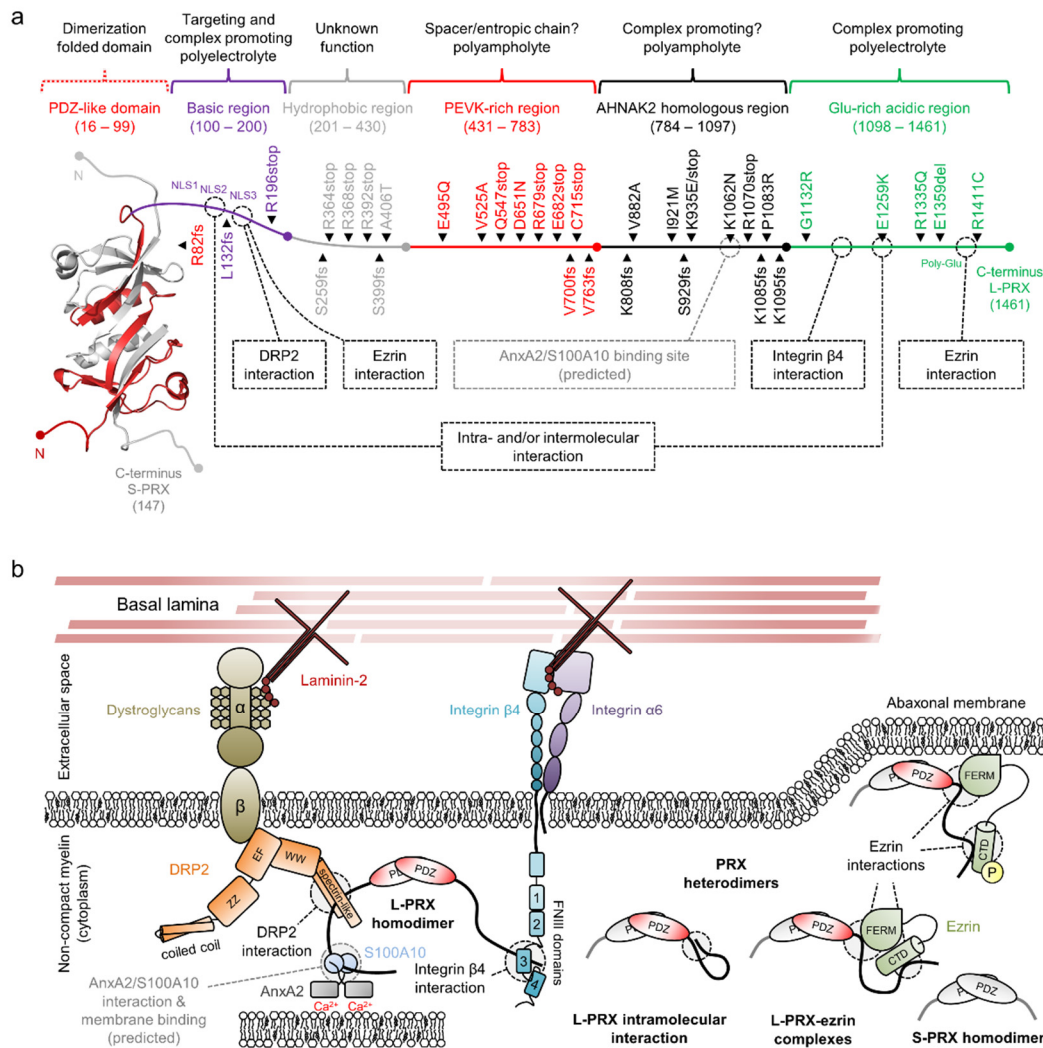 a
Dimerization
folded domain
Targeting and
complex promoting
polyelectrolyte
Unknown
function
Spacer/entropic chain?
polyampholyte
Complex promoting?
polyampholyte
Complex promoting
polyelectrolyte
PDZ-like domain
(16 – 99)
Basic region
(100 – 200)
Hydrophobic region
(201 – 430)
PEVK-rich region
(431 – 783)
AHNAK2 homologous region
(784 – 1097)
Glu-rich acidic region
(1098 – 1461)
N
NLS1
NLS2
NLS3
R196stop
R364stop
R368stop
R392stop
A406T
E495Q
V525A
Q547stop
D651N
R679stop
E682stop
C715stop
V882A
I921M
K935E/stop
K1062N
R1070stop
P1083R
G1132R
E1259K
R1335Q
E1359del
R1411C
R82fs
L132fs
S259fs
S399fs
V700fs
V763fs
K808fs
S929fs
K1085fs
K1095fs
Poly-Glu
C-terminus
L-PRX
(1461)
DRP2
interaction
Ezrin
interaction
AnxA2/S100A10 binding site
(predicted)
Integrin β4
interaction
Ezrin
interaction
Intra- and/or intermolecular
interaction
N
C-terminus
S-PRX
(147)
b
Basal lamina
Extracellular space
Laminin-2
Dystroglycans
α
Integrin β4
Integrin α6
Abaxonal membrane
β
PDZ
FERM
CTD
P
Ezrin
interactions
Non-compact myelin
(cytoplasm)
DRP2
EF
WW
spectrin-like
ZZ
coiled coil
PDZ
L-PRX
homodimer
DRP2
interaction
FNIII domains
1
2
3
4
PRX
heterodimers
S100A10
AnxA2
Ca²⁺
Ca²⁺
Integrin β4
interaction
AnxA2/S100A10
interaction &
membrane binding
(predicted)
PDZ
L-PRX intramolecular
interaction
PDZ
FERM
CTD
Ezrin
L-PRX-ezrin
complexes
PDZ
S-PRX homodimer